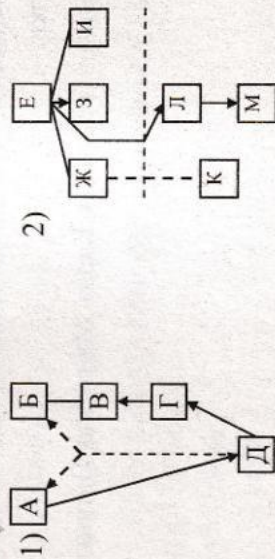 1)
А
Б
В
Г
Д
2)
Е
Ж
З
И
Л
К
М